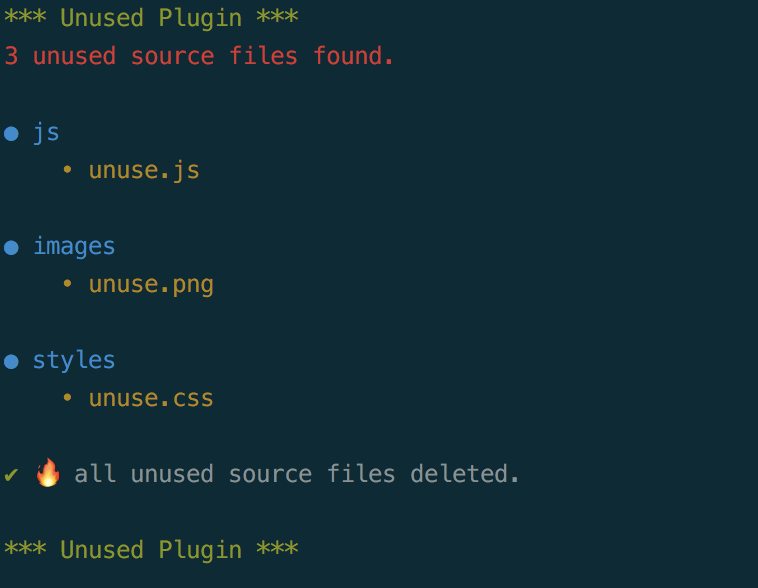 *** Unused Plugin ***
3 unused source files found.
● js
• unuse.js
● images
• unuse.png
● styles
• unuse.css
✔ 🔥 all unused source files deleted.
*** Unused Plugin ***